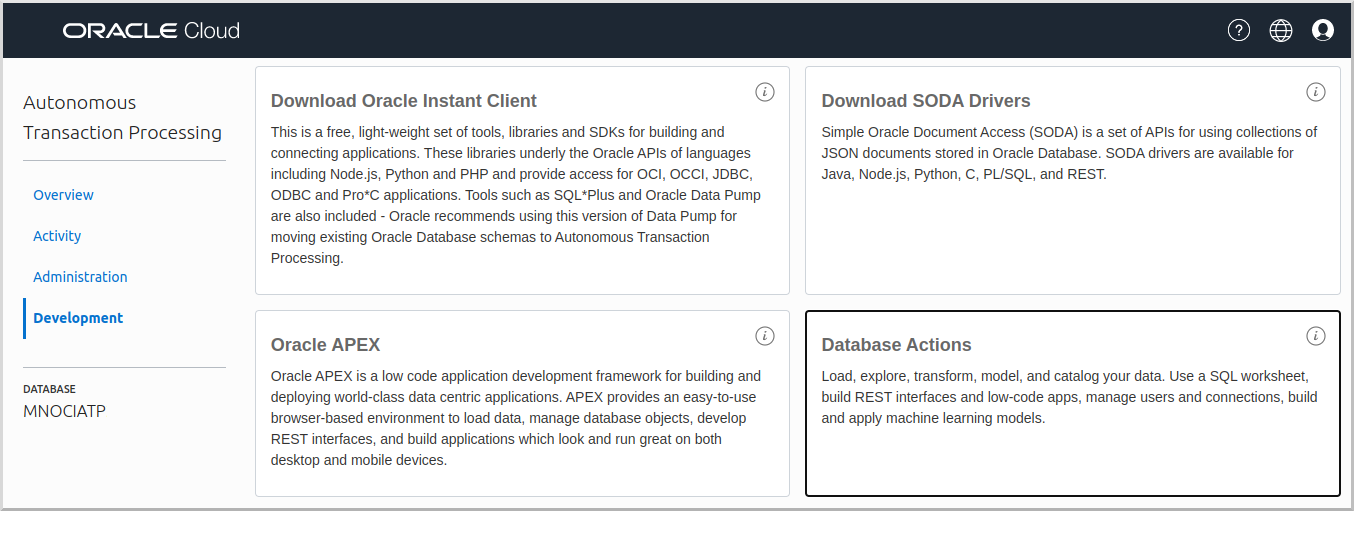 ORACLE Cloud
?
Autonomous
Transaction Processing
Overview
Activity
Administration
Development
DATABASE
MNOCIATP
Download Oracle Instant Client
i
This is a free, light-weight set of tools, libraries and SDKs for building and
connecting applications. These libraries underly the Oracle APIs of languages
including Node.js, Python and PHP and provide access for OCI, OCCI, JDBC,
ODBC and Pro*C applications. Tools such as SQL*Plus and Oracle Data Pump
are also included - Oracle recommends using this version of Data Pump for
moving existing Oracle Database schemas to Autonomous Transaction
Processing.
Download SODA Drivers
i
Simple Oracle Document Access (SODA) is a set of APIs for using collections of
JSON documents stored in Oracle Database. SODA drivers are available for
Java, Node.js, Python, C, PL/SQL, and REST.
Oracle APEX
i
Oracle APEX is a low code application development framework for building and
deploying world-class data centric applications. APEX provides an easy-to-use
browser-based environment to load data, manage database objects, develop
REST interfaces, and build applications which look and run great on both
desktop and mobile devices.
Database Actions
i
Load, explore, transform, model, and catalog your data. Use a SQL worksheet,
build REST interfaces and low-code apps, manage users and connections, build
and apply machine learning models.